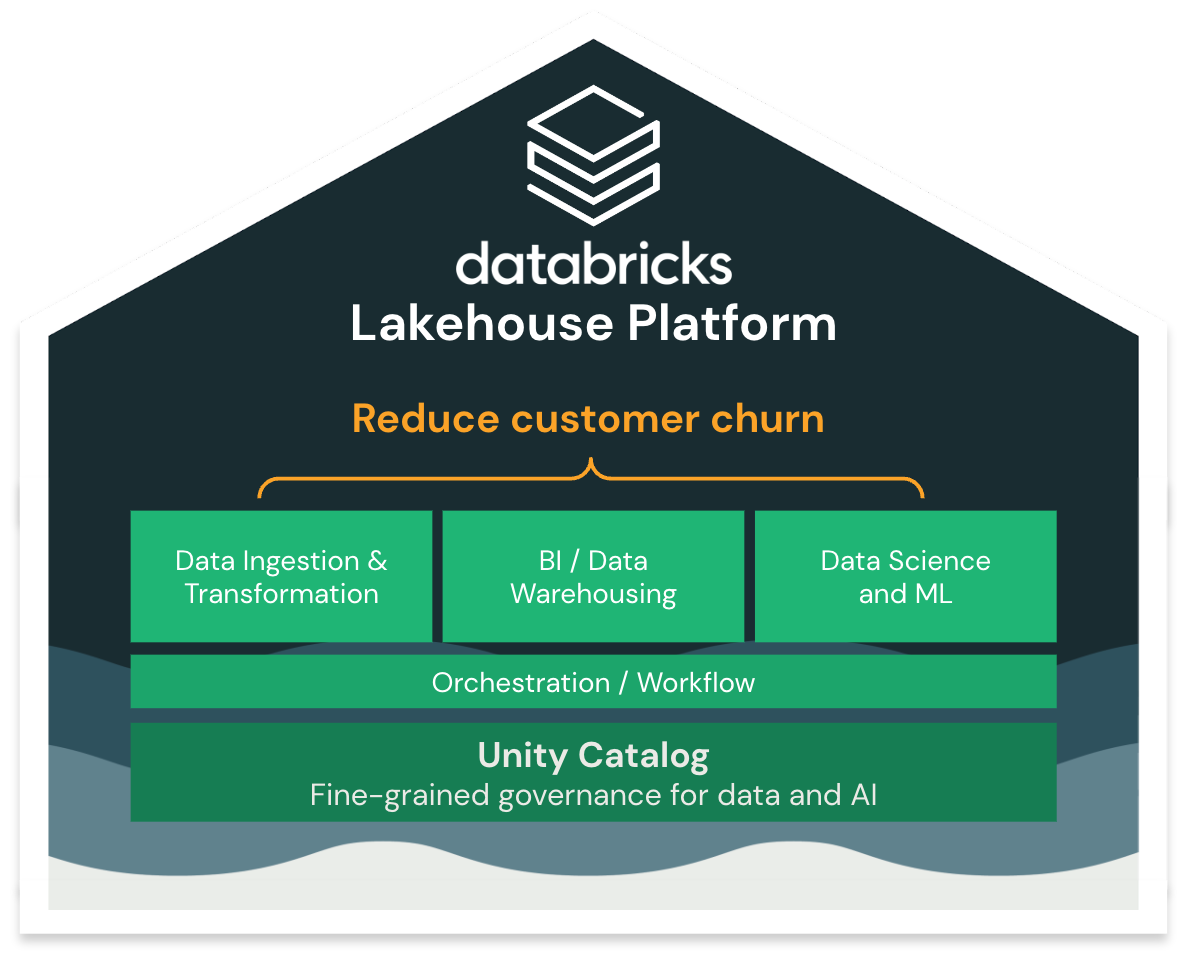 databricks
Lakehouse Platform
Reduce customer churn
Data Ingestion &
Transformation
BI / Data
Warehousing
Data Science
and ML
Orchestration / Workflow
Unity Catalog
Fine-grained governance for data and AI